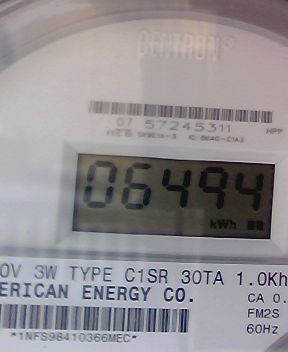 CENTRON®
07 57245311
HPP
06494
kWh
0V 3W TYPE C1SR 30TA 1.0Kh
ERICAN ENERGY CO.
CA 0.
FM2S
60Hz
*1NFS98410366MEC*